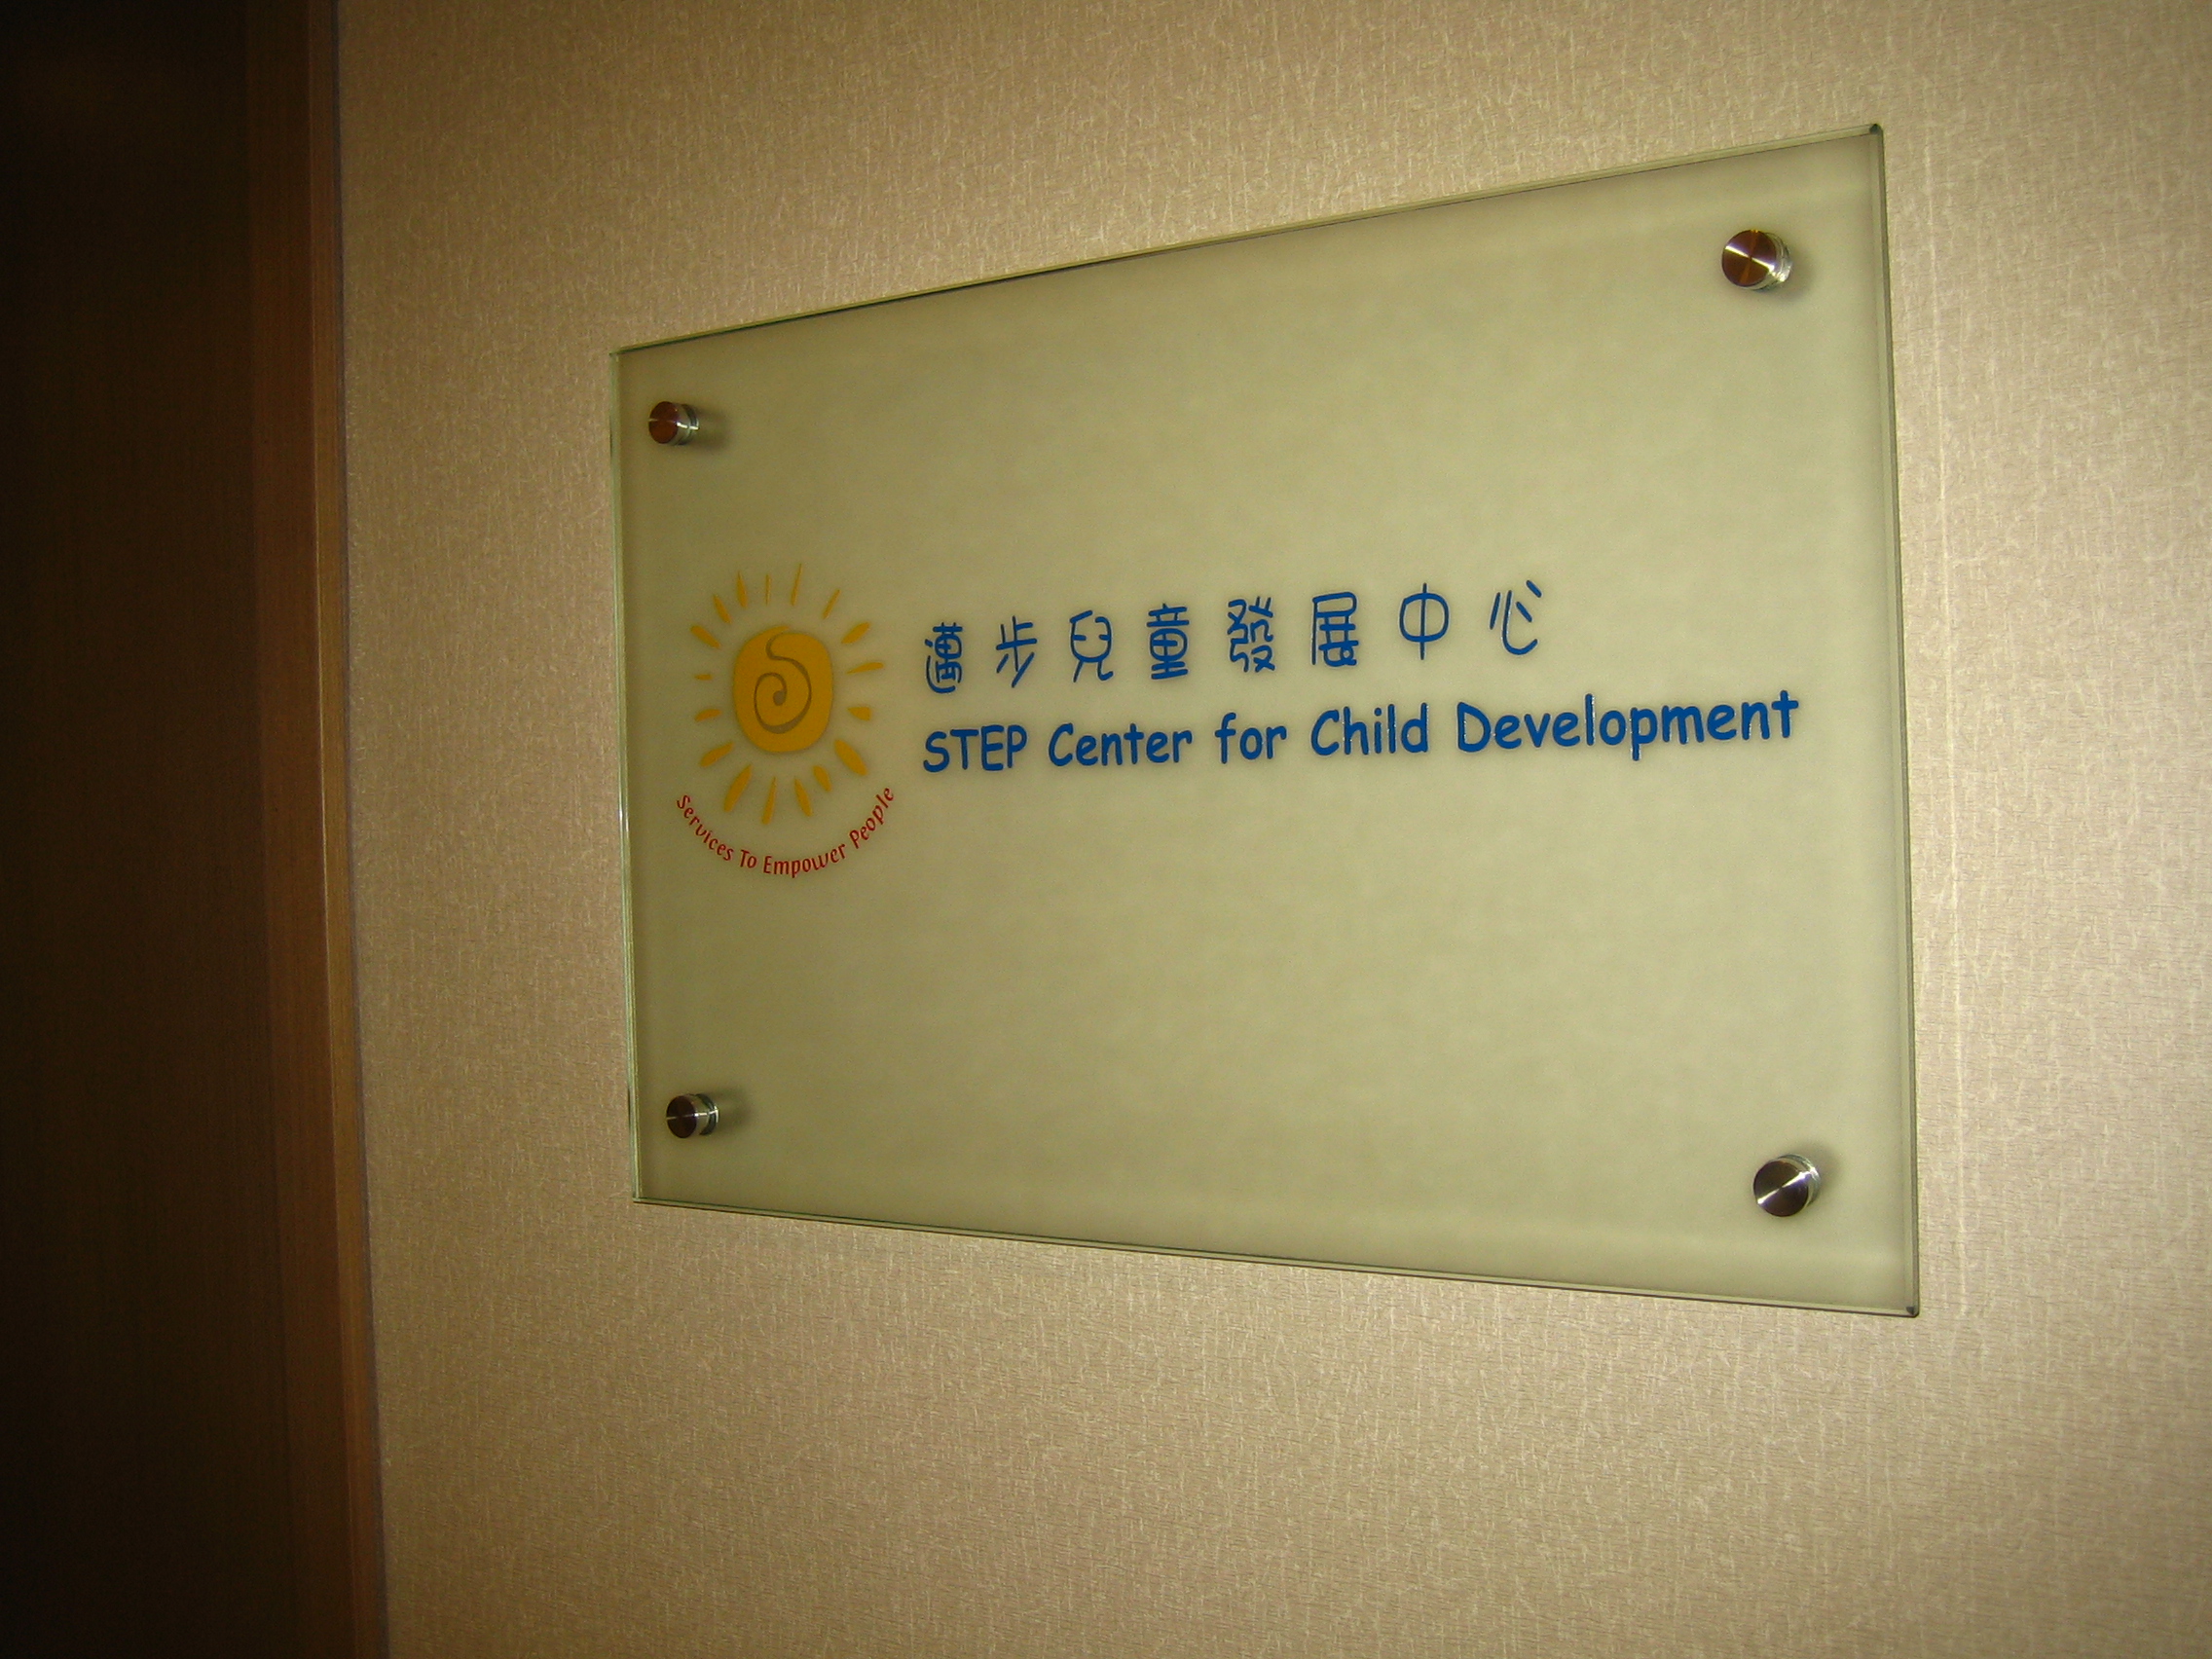 邁步兒童發展中心
STEP Center for Child Development
Services To Empower People